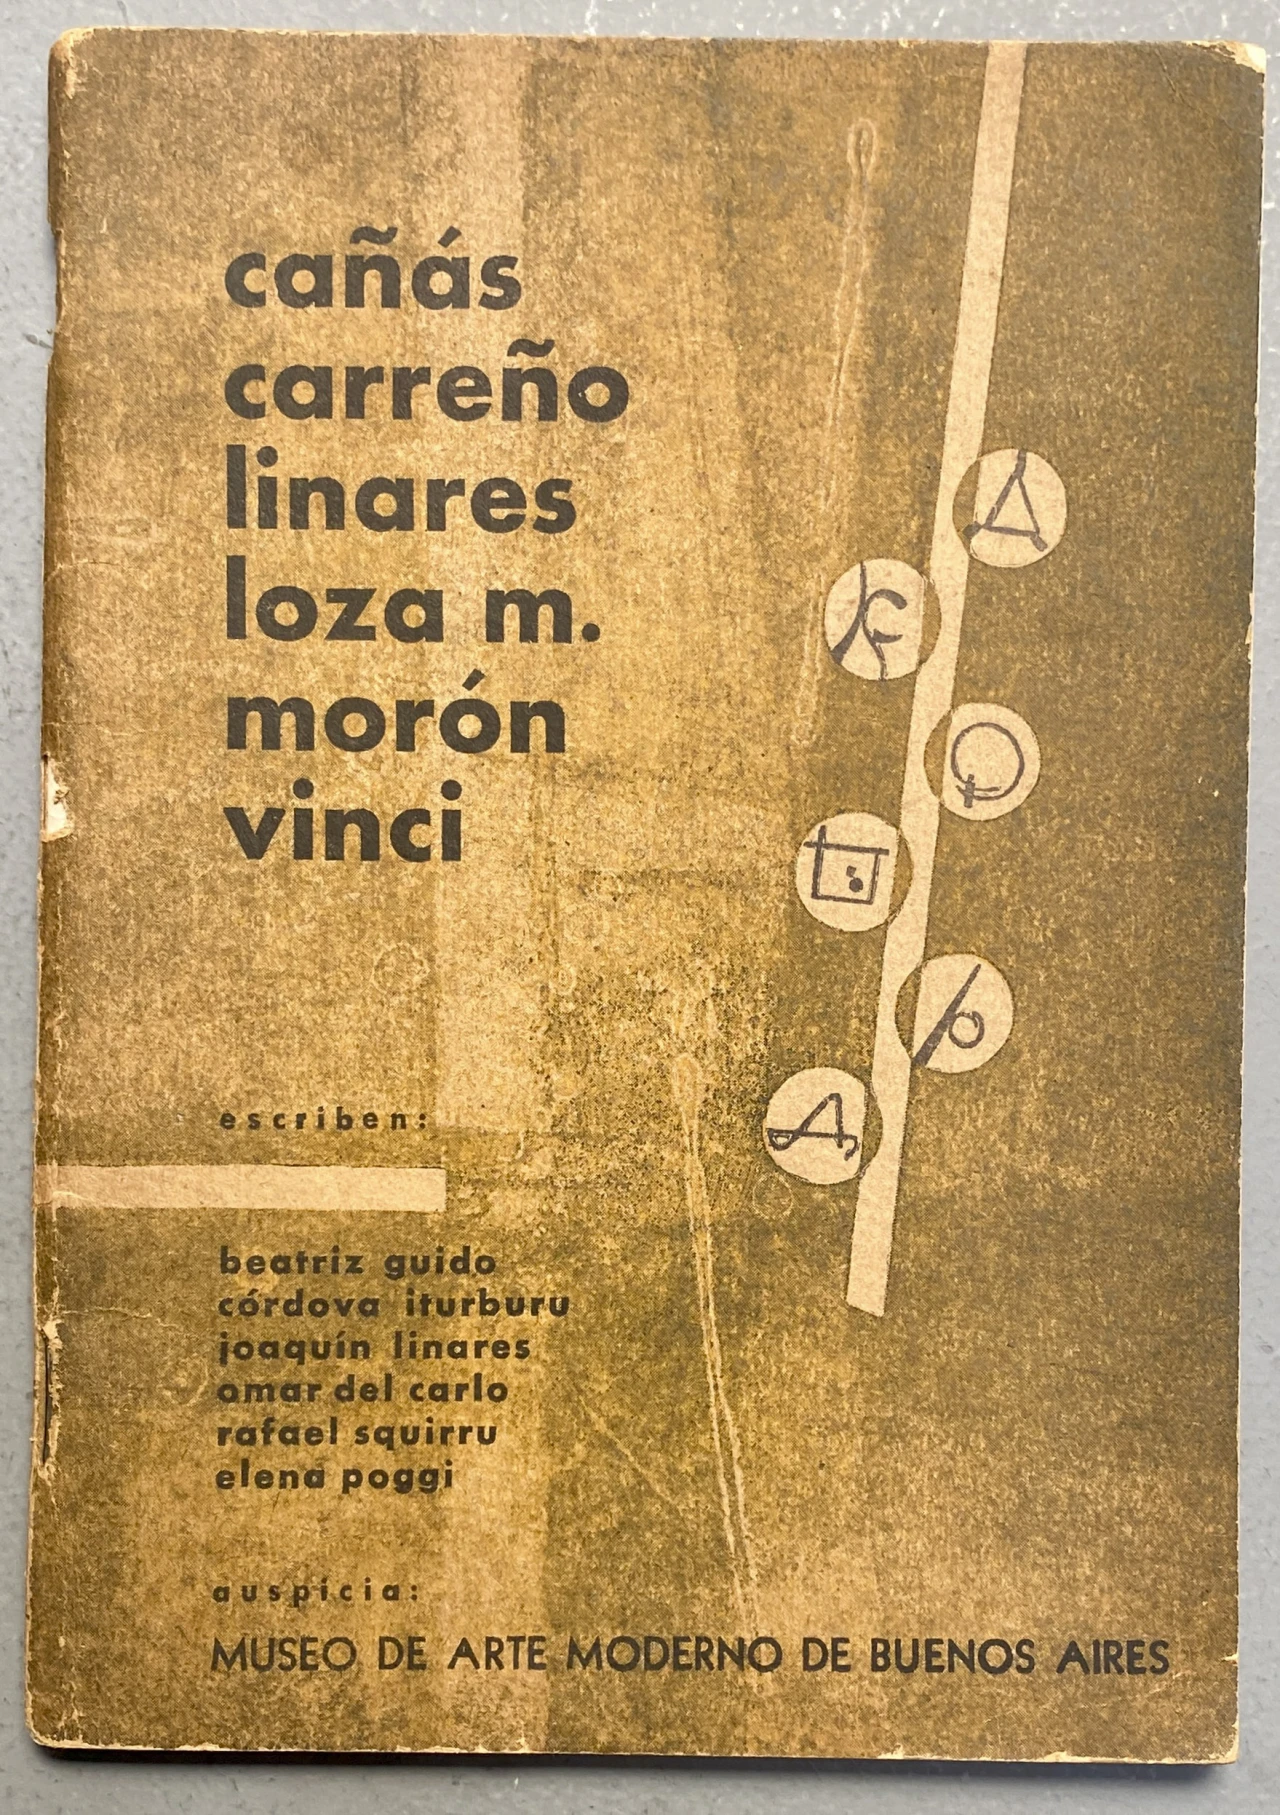 cañás
carreño
linares
loza m.
morón
vinci
escriben:
beatriz guido
córdova iturburu
joaquín linares
omar del carlo
rafael squirru
elena poggi
auspicia:
MUSEO DE ARTE MODERNO DE BUENOS AIRES